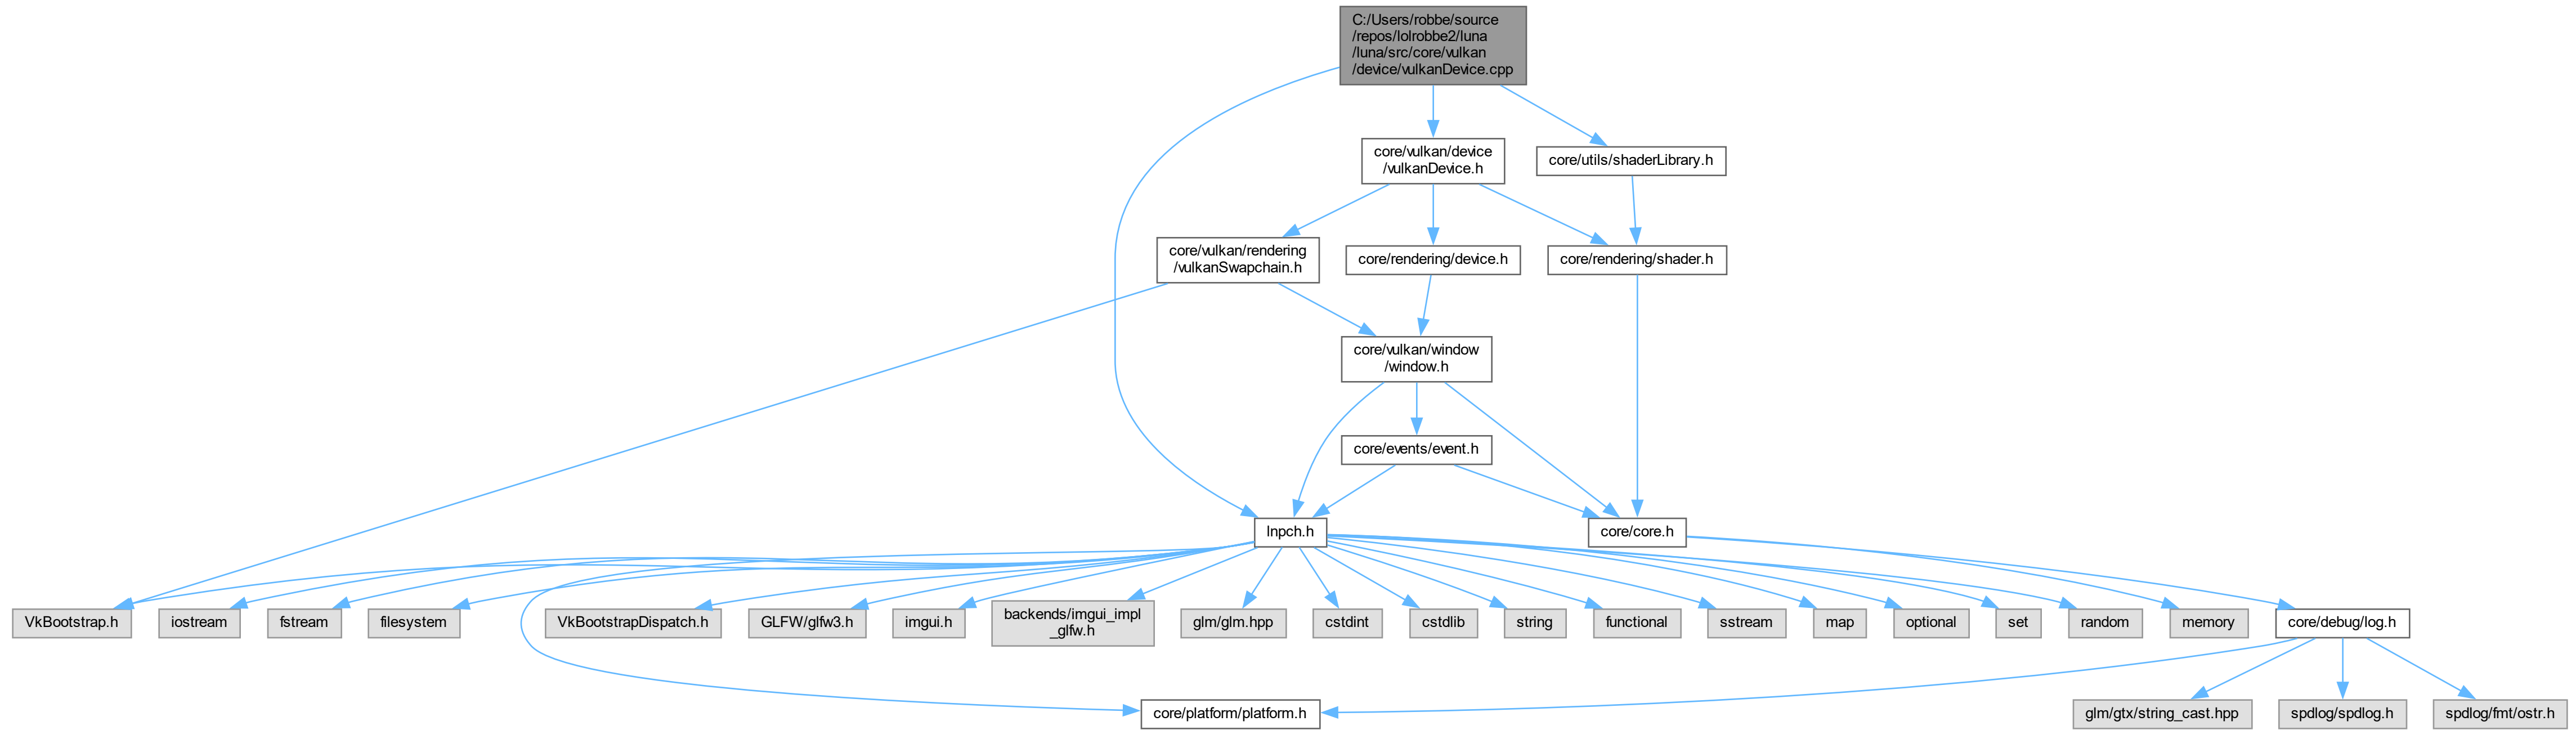 C:/Users/robbe/source
/repos/lolrobbe2/luna
/luna/src/core/vulkan
/device/vulkanDevice.cpp
core/vulkan/device
/vulkanDevice.h
core/utils/shaderLibrary.h
core/vulkan/rendering
/vulkanSwapchain.h
core/rendering/device.h
core/rendering/shader.h
core/vulkan/window
/window.h
core/events/event.h
lnpch.h
core/core.h
VkBootstrap.h
iostream
fstream
filesystem
VkBootstrapDispatch.h
GLFW/glfw3.h
imgui.h
backends/imgui_impl
_glfw.h
glm/glm.hpp
cstdint
cstdlib
string
functional
sstream
map
optional
set
random
memory
core/debug/log.h
core/platform/platform.h
glm/gtx/string_cast.hpp
spdlog/spdlog.h
spdlog/fmt/ostr.h